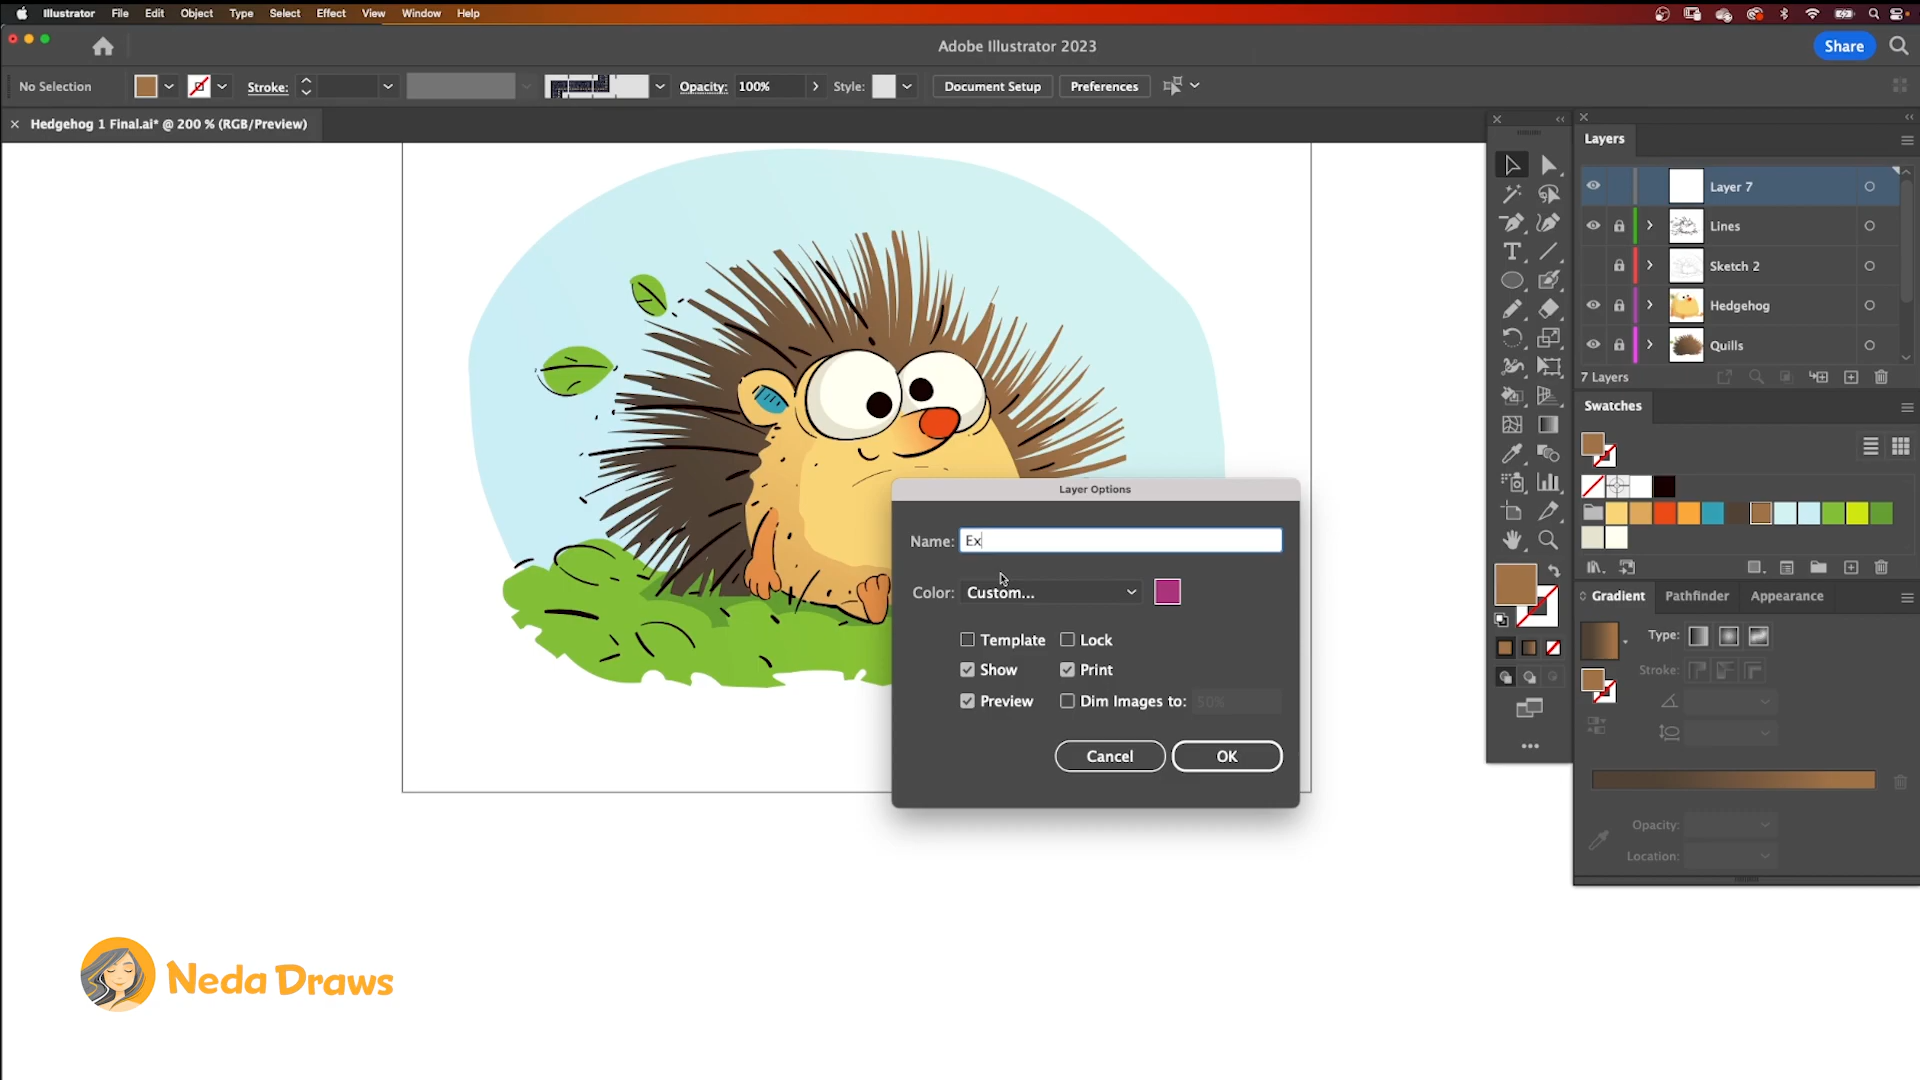 Illustrator File Edit Object Type Select Effect View Window Help
Adobe Illustrator 2023
Share
No Selection
Stroke:
Opacity: 100%
Style:
Document Setup
Preferences
Hedgehog 1 Final.ai* @ 200 % (RGB/Preview)
Layers
Layer 7
Lines
Sketch 2
Hedgehog
Quills
7 Layers
Swatches
Layer Options
Name: Ex
Color: Custom...
Template Lock
Show Print
Preview Dim Images to: 50%
Cancel OK
Gradient Pathfinder Appearance
Type:
Stroke:
Opacity:
Location:
Neda Draws